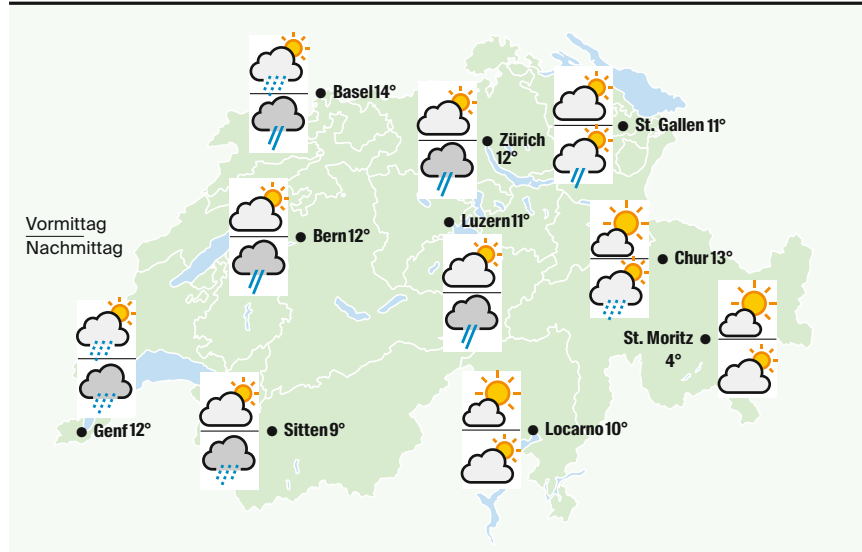 Basel 14°
Zürich
12°
St. Gallen 11°
Vormittag
Nachmittag
Bern 12°
Luzern 11°
Chur 13°
St. Moritz
4°
Genf 12°
Sitten 9°
Locarno 10°